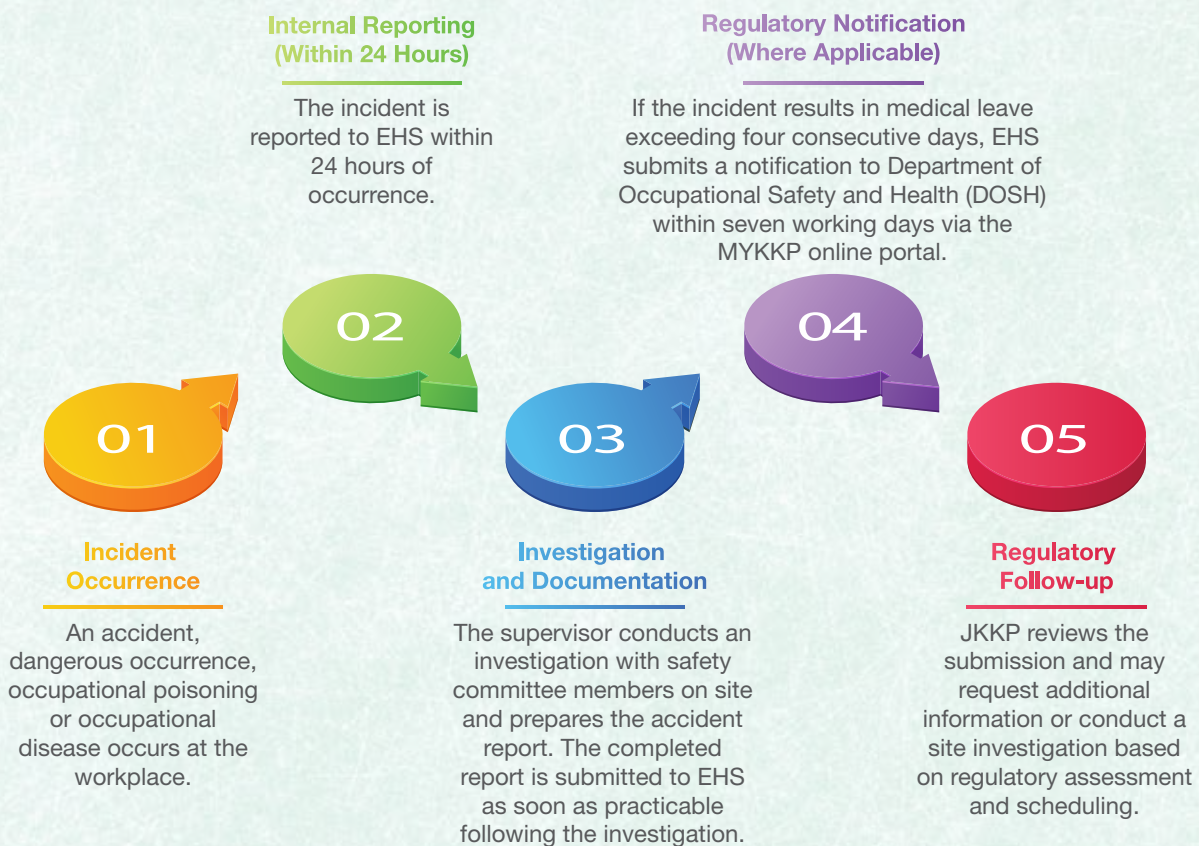 01
Incident
Occurrence
An accident,
dangerous occurrence,
occupational poisoning
or occupational
disease occurs at the
workplace.
Internal Reporting
(Within 24 Hours)
The incident is
reported to EHS within
24 hours of
occurrence.
02
03
Investigation
and Documentation
The supervisor conducts an
investigation with safety
committee members on site
and prepares the accident
report. The completed
report is submitted to EHS
as soon as practicable
following the investigation.
Regulatory Notification
(Where Applicable)
If the incident results in medical leave
exceeding four consecutive days, EHS
submits a notification to Department of
Occupational Safety and Health (DOSH)
within seven working days via the
MYKKP online portal.
04
05
Regulatory
Follow-up
JKKP reviews the
submission and may
request additional
information or conduct a
site investigation based
on regulatory assessment
and scheduling.